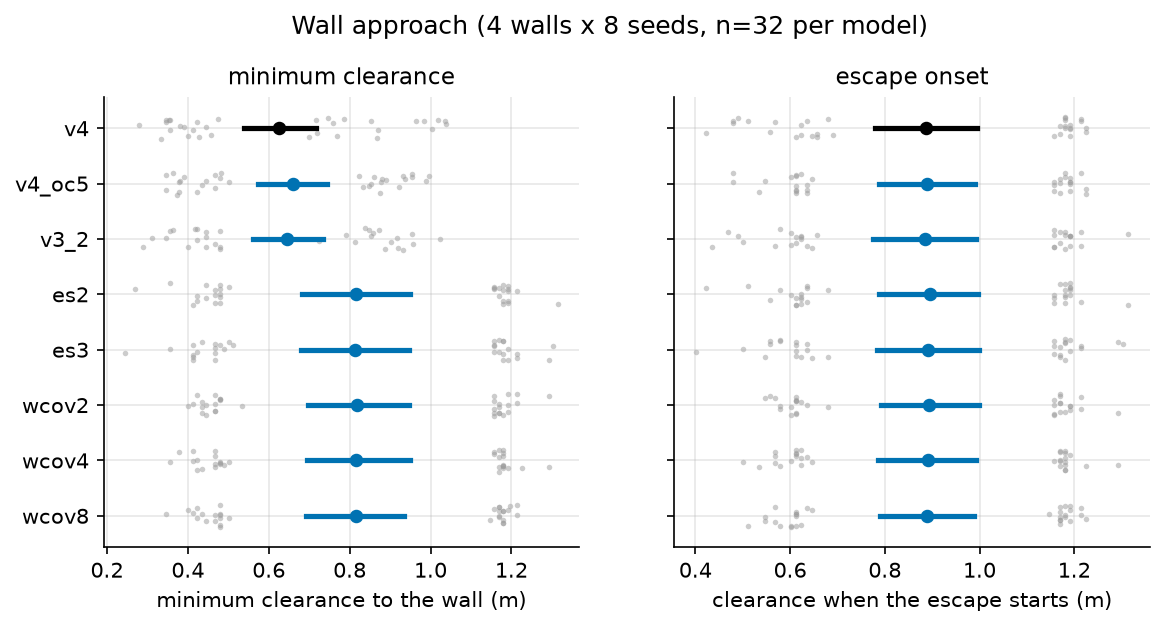 Wall approach (4 walls x 8 seeds, n=32 per model)
minimum clearance
escape onset
v4
v4_oc5
v3_2
es2
es3
wcov2
wcov4
wcov8
0.2 0.4 0.6 0.8 1.0 1.2
0.4 0.6 0.8 1.0 1.2
minimum clearance to the wall (m)
clearance when the escape starts (m)